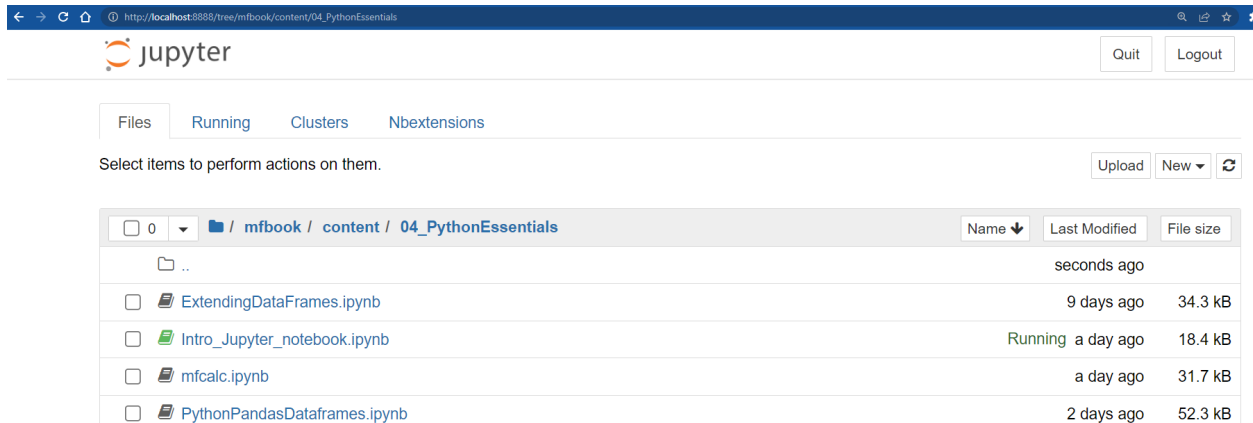 http://localhost:8888/tree/mfbook/content/04_PythonEssentials
jupyter
Quit Logout
Files Running Clusters Nbextensions
Select items to perform actions on them.
Upload New
0 / mfbook / content / 04_PythonEssentials Name Last Modified File size
.. seconds ago
ExtendingDataFrames.ipynb 9 days ago 34.3 kB
Intro_Jupyter_notebook.ipynb Running a day ago 18.4 kB
mfcalc.ipynb a day ago 31.7 kB
PythonPandasDataframes.ipynb 2 days ago 52.3 kB